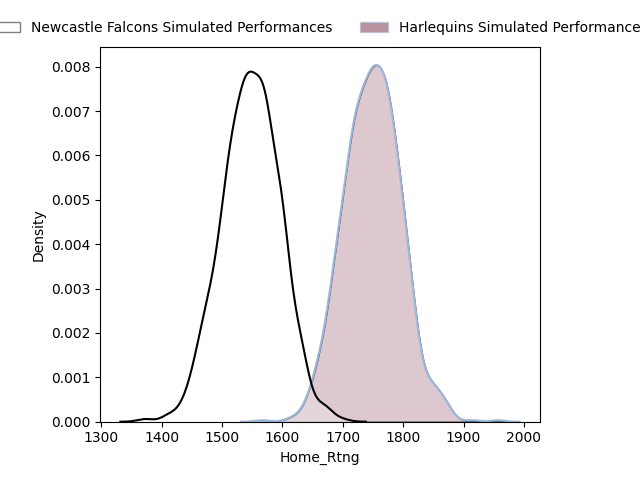 Newcastle Falcons Simulated Performances Harlequins Simulated Performance
0.008
0.007
0.006
0.005
0.004
0.003
0.002
0.001
0.000
Density
1300 1400 1500 1600 1700 1800 1900 2000
Home_Rtng